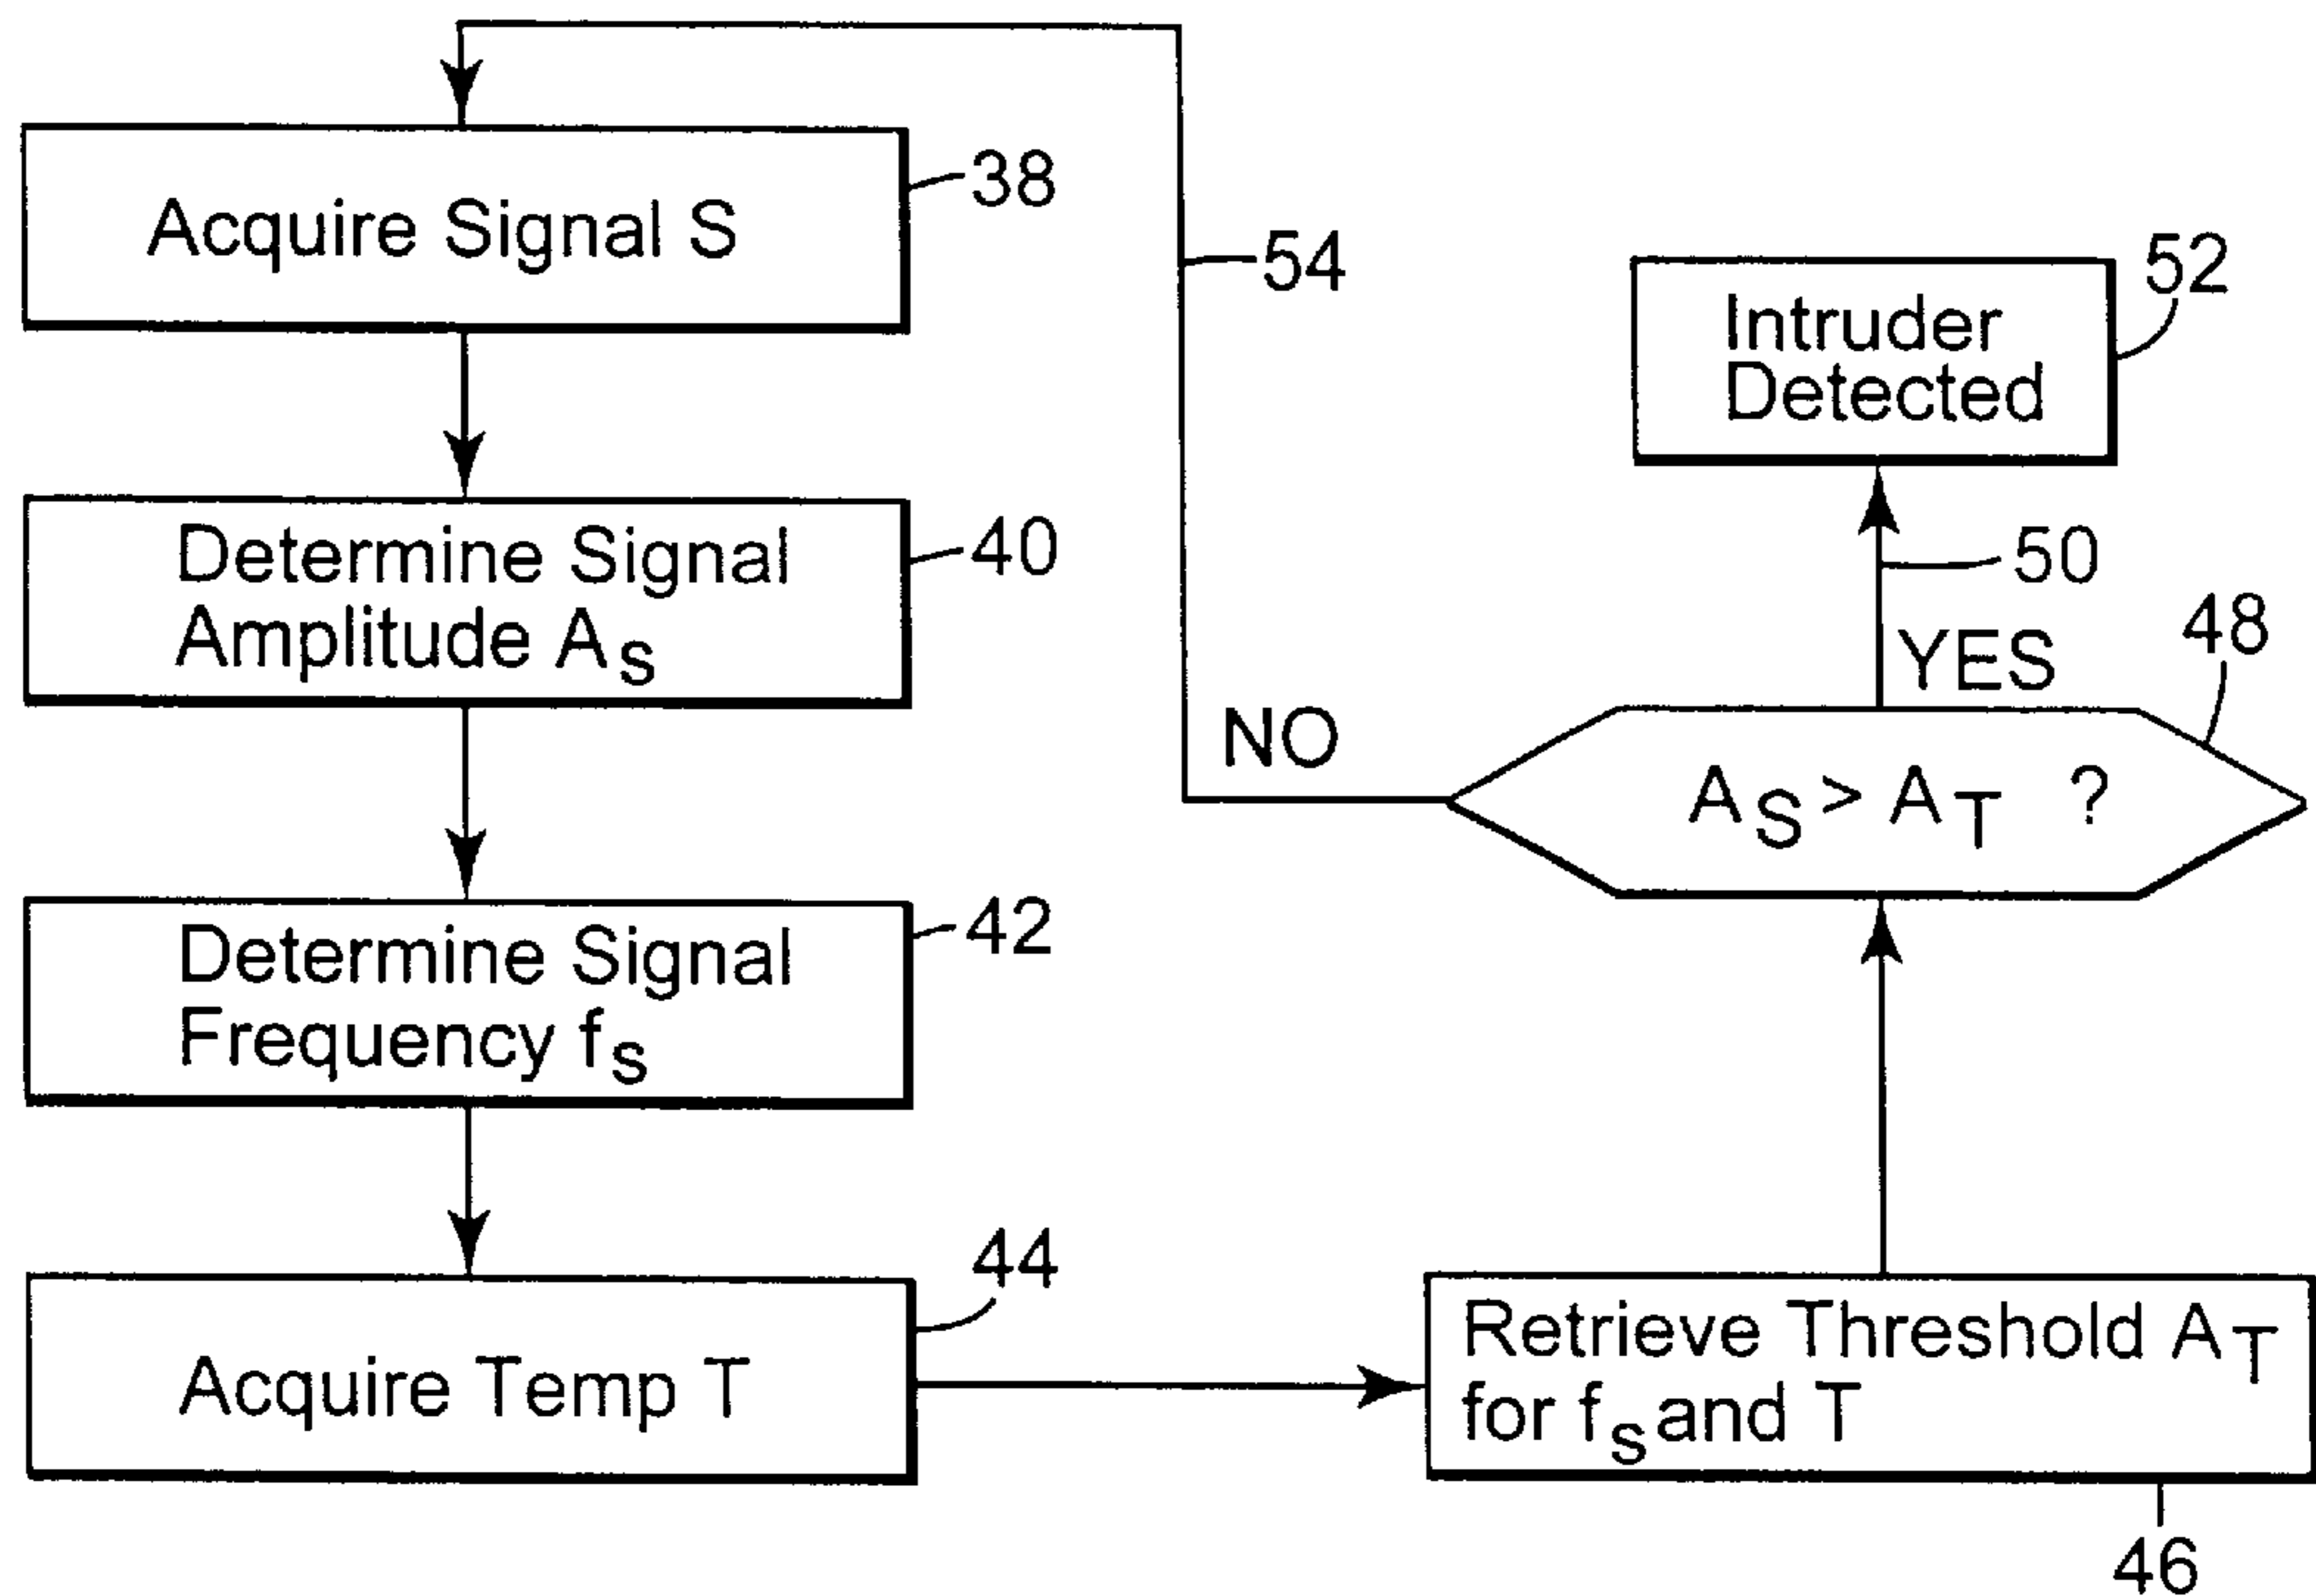 Acquire Signal S
38
Determine Signal
Amplitude A_S
40
Determine Signal
Frequency f_S
42
Acquire Temp T
44
Retrieve Threshold A_T
for f_S and T
46
A_S > A_T ?
48
YES
50
Intruder
Detected
52
NO
54